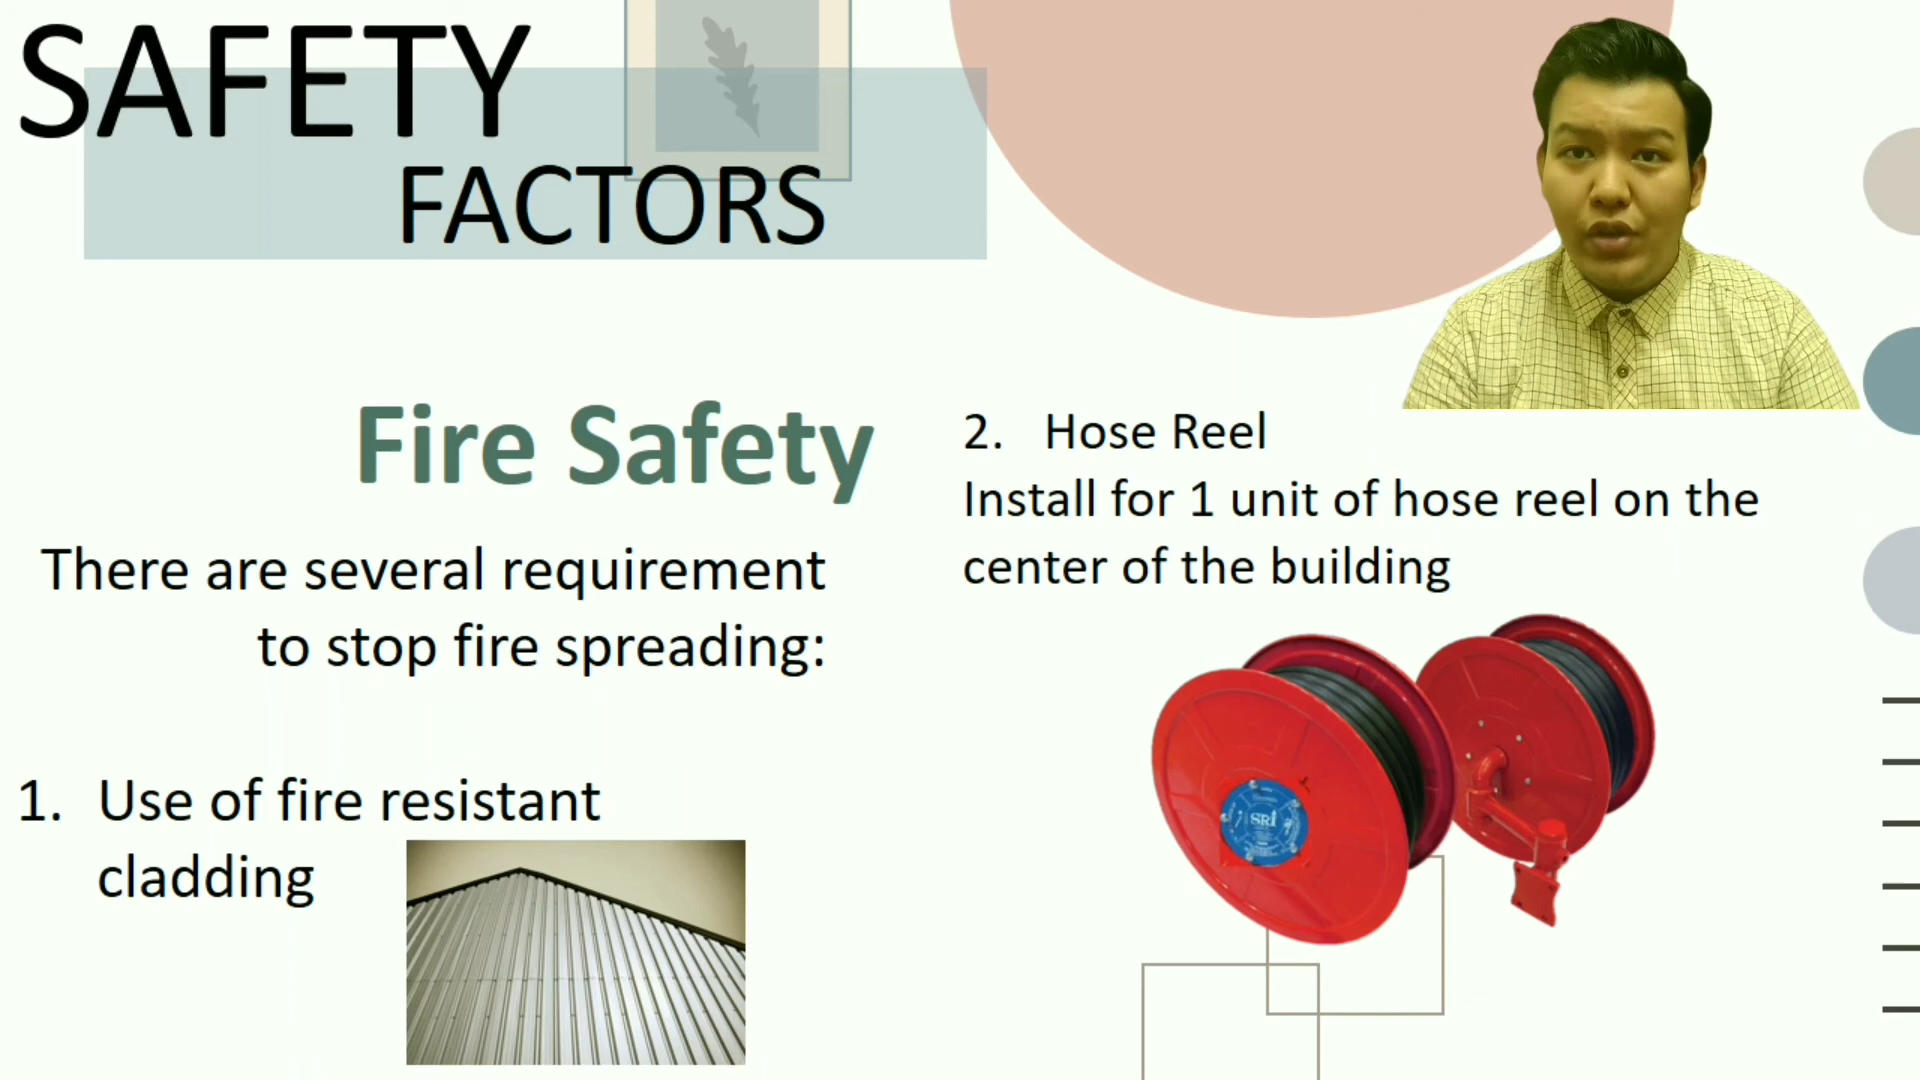 SAFETY
FACTORS
Fire Safety
There are several requirement
to stop fire spreading:
1. Use of fire resistant
cladding
2. Hose Reel
Install for 1 unit of hose reel on the
center of the building
SRI